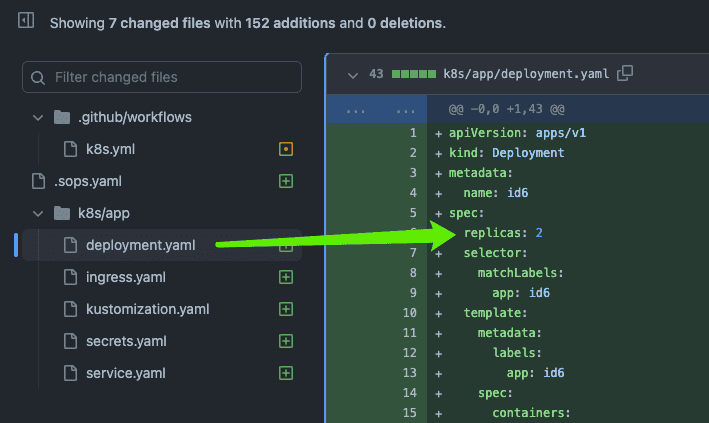 Showing 7 changed files with 152 additions and 0 deletions.
Filter changed files
.github/workflows
k8s.yml
.sops.yaml
k8s/app
deployment.yaml
ingress.yaml
kustomization.yaml
secrets.yaml
service.yaml
43 k8s/app/deployment.yaml
... ... @@ -0,0 +1,43 @@
1 + apiVersion: apps/v1
2 + kind: Deployment
3 + metadata:
4 +   name: id6
5 + spec:
replicas: 2
7 +   selector:
8 +     matchLabels:
9 +       app: id6
10 +   template:
11 +     metadata:
12 +       labels:
13 +         app: id6
14 +     spec:
15 +       containers: